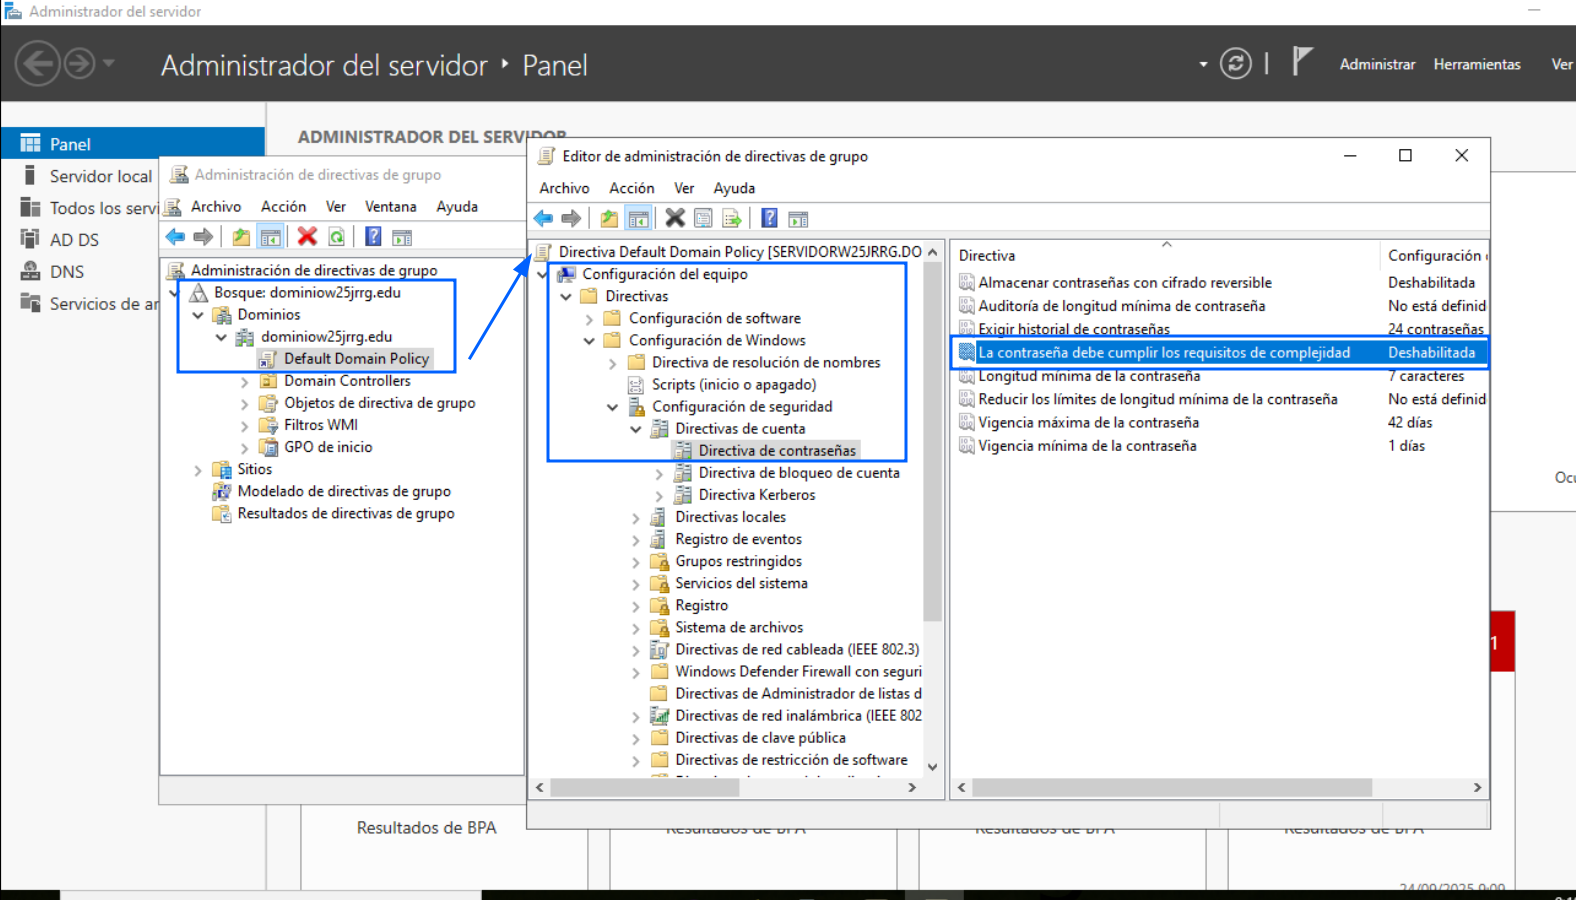 Administrador del servidor
Administrador del servidor ‣ Panel
Administrar Herramientas Ver
Panel
Servidor local
Todos los servi
AD DS
DNS
Servicios de ar
ADMINISTRADOR DEL SERVIDOR
Administración de directivas de grupo
Archivo Acción Ver Ventana Ayuda
Administración de directivas de grupo
Bosque: dominiow25jrrg.edu
Dominios
dominiow25jrrg.edu
Default Domain Policy
Domain Controllers
Objetos de directiva de grupo
Filtros WMI
GPO de inicio
Sitios
Modelado de directivas de grupo
Resultados de directivas de grupo
Editor de administración de directivas de grupo
Archivo Acción Ver Ayuda
Directiva Default Domain Policy [SERVIDORW25JRRG.DO
Configuración del equipo
Directivas
Configuración de software
Configuración de Windows
Directiva de resolución de nombres
Scripts (inicio o apagado)
Configuración de seguridad
Directivas de cuenta
Directiva de contraseñas
Directiva de bloqueo de cuenta
Directiva Kerberos
Directivas locales
Registro de eventos
Grupos restringidos
Servicios del sistema
Registro
Sistema de archivos
Directivas de red cableada (IEEE 802.3)
Windows Defender Firewall con seguri
Directivas de Administrador de listas d
Directivas de red inalámbrica (IEEE 802
Directivas de clave pública
Directivas de restricción de software
Directiva Configuración
Almacenar contraseñas con cifrado reversible Deshabilitada
Auditoría de longitud mínima de contraseña No está definid
Exigir historial de contraseñas 24 contraseñas
La contraseña debe cumplir los requisitos de complejidad Deshabilitada
Longitud mínima de la contraseña 7 caracteres
Reducir los límites de longitud mínima de la contraseña No está definid
Vigencia máxima de la contraseña 42 días
Vigencia mínima de la contraseña 1 días
Ocu
1
Resultados de BPA
Resultados de BPA
Resultados de BPA
Resultados de BPA
24/09/2025 9:09